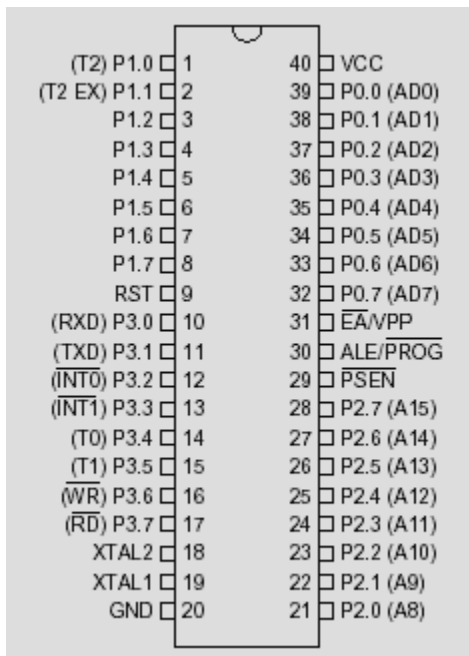 (T2) P1.0 1 40 VCC
(T2 EX) P1.1 2 39 P0.0 (AD0)
P1.2 3 38 P0.1 (AD1)
P1.3 4 37 P0.2 (AD2)
P1.4 5 36 P0.3 (AD3)
P1.5 6 35 P0.4 (AD4)
P1.6 7 34 P0.5 (AD5)
P1.7 8 33 P0.6 (AD6)
RST 9 32 P0.7 (AD7)
(RXD) P3.0 10 31 E̅A̅/VPP
(TXD) P3.1 11 30 ALE/P̅R̅O̅G̅
(I̅N̅T̅0̅) P3.2 12 29 P̅S̅E̅N̅
(I̅N̅T̅1̅) P3.3 13 28 P2.7 (A15)
(T0) P3.4 14 27 P2.6 (A14)
(T1) P3.5 15 26 P2.5 (A13)
(W̅R̅) P3.6 16 25 P2.4 (A12)
(R̅D̅) P3.7 17 24 P2.3 (A11)
XTAL2 18 23 P2.2 (A10)
XTAL1 19 22 P2.1 (A9)
GND 20 21 P2.0 (A8)